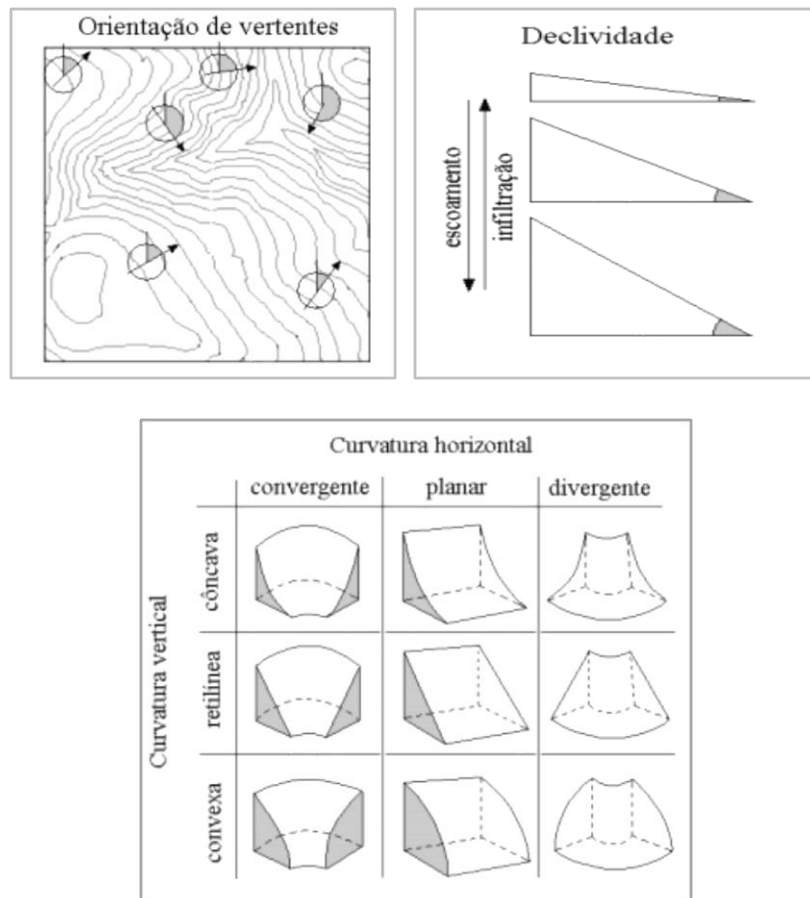 Orientação de vertentes
Declividade
escoamento
infiltração
Curvatura horizontal
convergente planar divergente
Curvatura vertical
côncava
retilínea
convexa